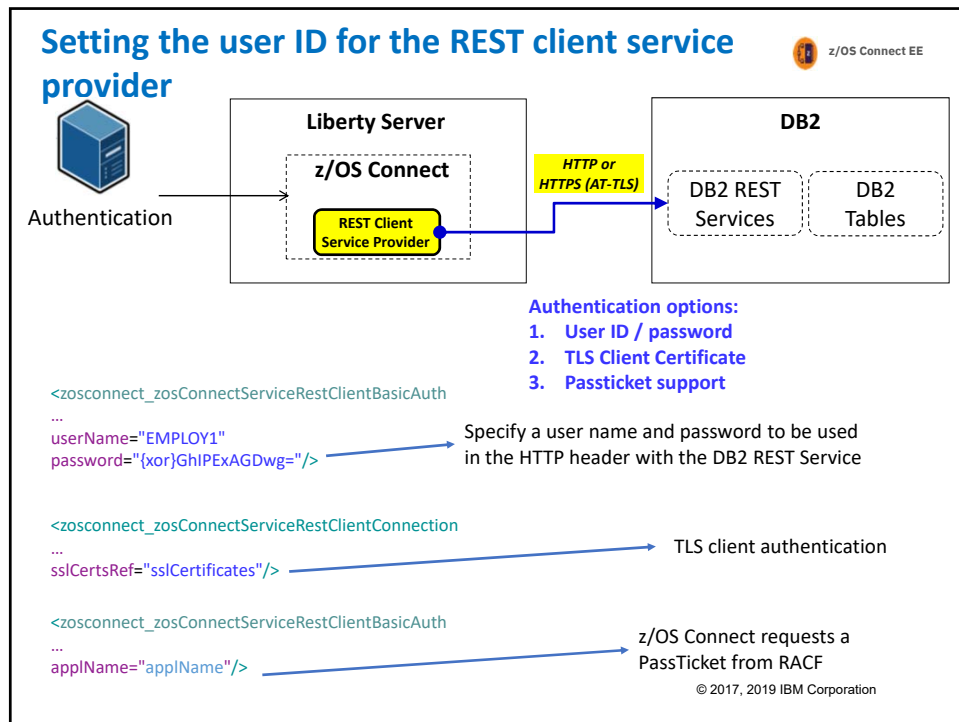 Setting the user ID for the REST client service
provider
z/OS Connect EE
Liberty Server
z/OS Connect
REST Client
Service Provider
Authentication
HTTP or
HTTPS (AT-TLS)
DB2
DB2 REST
Services
DB2
Tables
Authentication options:
1. User ID / password
2. TLS Client Certificate
3. Passticket support
<zosconnect_zosConnectServiceRestClientBasicAuth
...
userName="EMPLOY1"
password="{xor}GhIPExAGDwg="/>
Specify a user name and password to be used
in the HTTP header with the DB2 REST Service
<zosconnect_zosConnectServiceRestClientConnection
...
sslCertsRef="sslCertificates"/>
TLS client authentication
<zosconnect_zosConnectServiceRestClientBasicAuth
...
applName="applName"/>
z/OS Connect requests a
PassTicket from RACF
© 2017, 2019 IBM Corporation